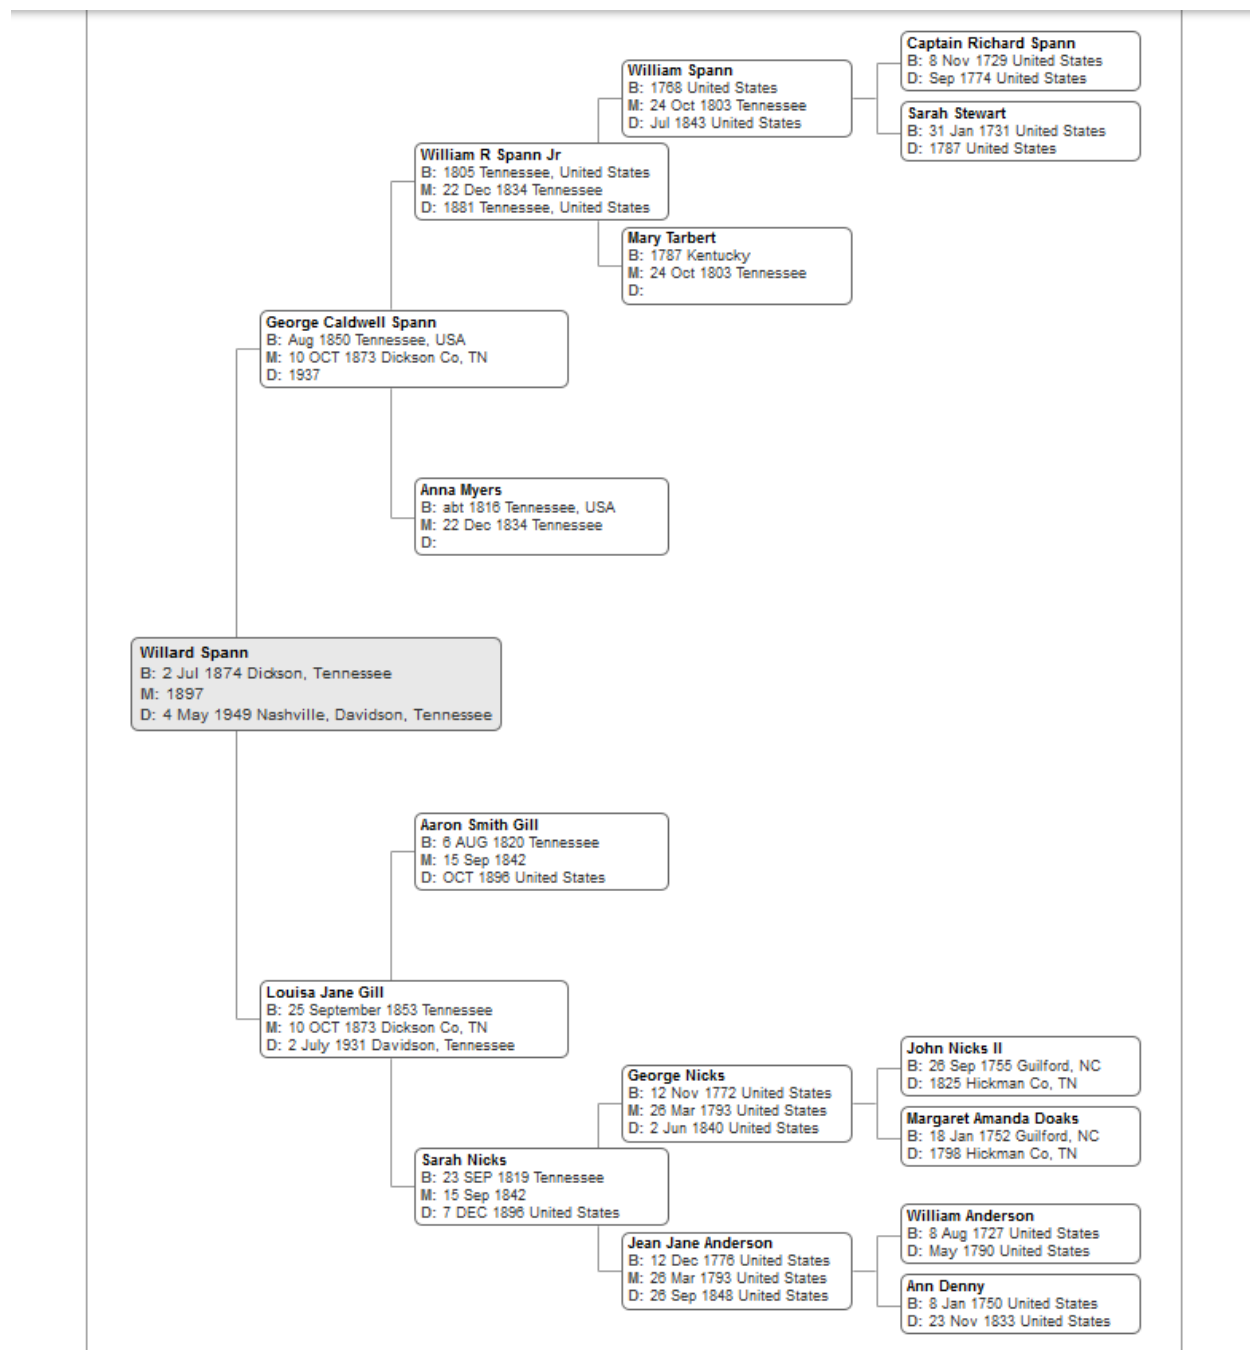 Captain Richard Spann
B: 8 Nov 1729 United States
D: Sep 1774 United States
William Spann
B: 1768 United States
M: 24 Oct 1803 Tennessee
D: Jul 1843 United States
Sarah Stewart
B: 31 Jan 1731 United States
D: 1787 United States
William R Spann Jr
B: 1805 Tennessee, United States
M: 22 Dec 1834 Tennessee
D: 1881 Tennessee, United States
Mary Tarbert
B: 1787 Kentucky
M: 24 Oct 1803 Tennessee
D:
George Caldwell Spann
B: Aug 1850 Tennessee, USA
M: 10 OCT 1873 Dickson Co, TN
D: 1937
Anna Myers
B: abt 1816 Tennessee, USA
M: 22 Dec 1834 Tennessee
D:
Willard Spann
B: 2 Jul 1874 Dickson, Tennessee
M: 1897
D: 4 May 1949 Nashville, Davidson, Tennessee
Aaron Smith Gill
B: 6 AUG 1820 Tennessee
M: 15 Sep 1842
D: OCT 1896 United States
Louisa Jane Gill
B: 25 September 1853 Tennessee
M: 10 OCT 1873 Dickson Co, TN
D: 2 July 1931 Davidson, Tennessee
John Nicks II
B: 26 Sep 1755 Guilford, NC
D: 1825 Hickman Co, TN
George Nicks
B: 12 Nov 1772 United States
M: 26 Mar 1793 United States
D: 2 Jun 1840 United States
Margaret Amanda Doaks
B: 18 Jan 1752 Guilford, NC
D: 1798 Hickman Co, TN
Sarah Nicks
B: 23 SEP 1819 Tennessee
M: 15 Sep 1842
D: 7 DEC 1896 United States
William Anderson
B: 8 Aug 1727 United States
D: May 1790 United States
Jean Jane Anderson
B: 12 Dec 1776 United States
M: 26 Mar 1793 United States
D: 26 Sep 1848 United States
Ann Denny
B: 8 Jan 1750 United States
D: 23 Nov 1833 United States